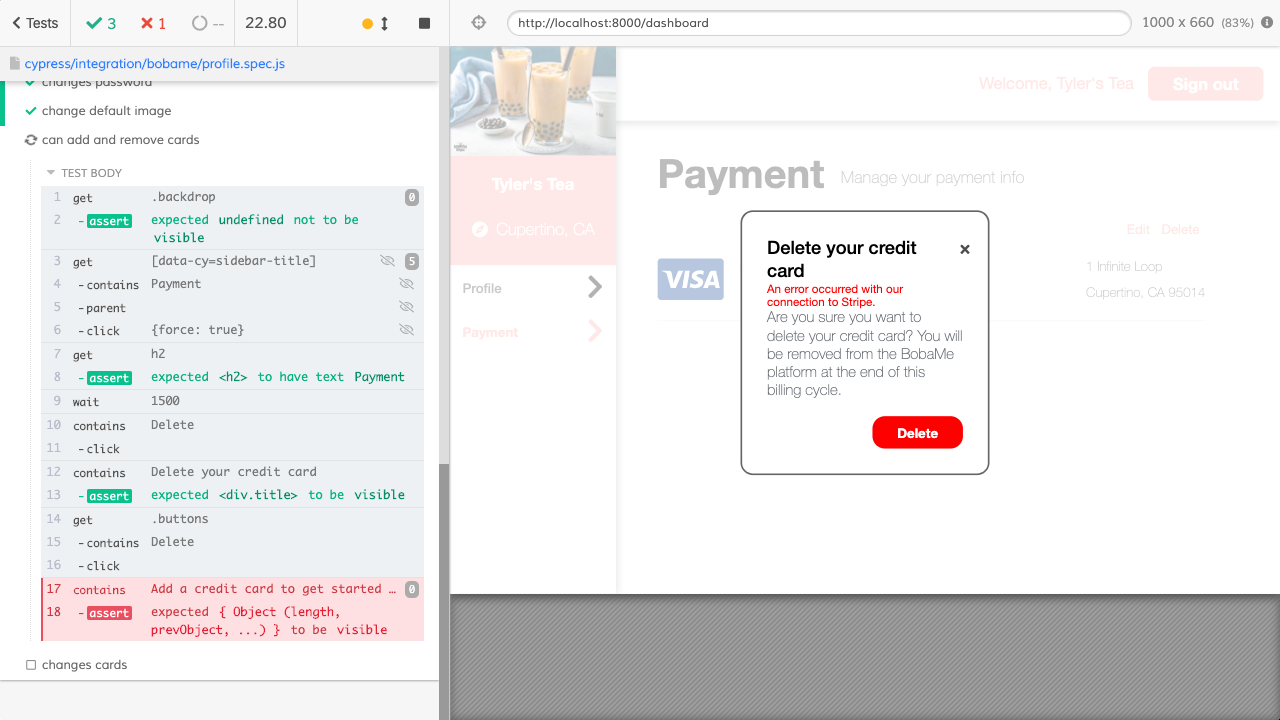 Tests
3
1
--
22.80
http://localhost:8000/dashboard
1000 x 660 (83%)
cypress/integration/bobame/profile.spec.js
changes password
change default image
can add and remove cards
TEST BODY
1 get .backdrop 0
2 - assert expected undefined not to be
visible
3 get [data-cy=sidebar-title] 5
4 - contains Payment
5 - parent
6 - click {force: true}
7 get h2
8 - assert expected <h2> to have text Payment
9 wait 1500
10 contains Delete
11 - click
12 contains Delete your credit card
13 - assert expected <div.title> to be visible
14 get .buttons
15 - contains Delete
16 - click
17 contains Add a credit card to get started … 0
18 - assert expected { Object (length,
prevObject, ...) } to be visible
changes cards
Welcome, Tyler's Tea
Sign out
Tyler's Tea
Cupertino, CA
Profile
Payment
Payment Manage your payment info
Edit Delete
VISA
1 Infinite Loop
Cupertino, CA 95014
Delete your credit
card
×
An error occurred with our
connection to Stripe.
Are you sure you want to
delete your credit card? You will
be removed from the BobaMe
platform at the end of this
billing cycle.
Delete